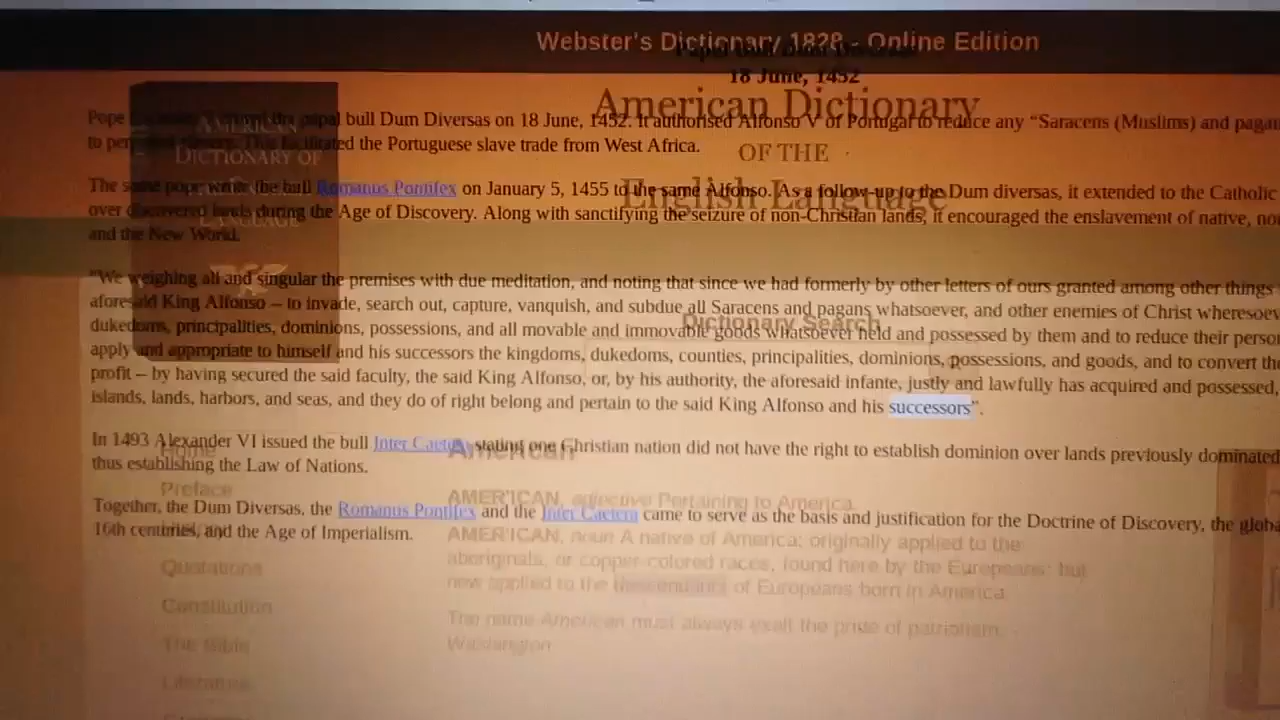 Webster's Dictionary 1828 - Online Edition
Papal Bull Dum Diversas
18 June, 1452
American Dictionary
OF THE
English Language
AMERICAN
DICTIONARY OF
LANGUAGE
Pope papal bull Dum Diversas on 18 June, 1452. It authorised Alfonso V of Portugal to reduce any “Saracens (Muslims) and pagan
to the Portuguese slave trade from West Africa.
The same pope wrote the bull Romanus Pontifex on January 5, 1455 to the same Alfonso. As a follow-up to the Dum diversas, it extended to the Catholic
over discovered lands during the Age of Discovery. Along with sanctifying the seizure of non-Christian lands, it encouraged the enslavement of native, no
and the New World.
"We weighing all and singular the premises with due meditation, and noting that since we had formerly by other letters of ours granted among other things
aforesaid King Alfonso – to invade, search out, capture, vanquish, and subdue all Saracens and pagans whatsoever, and other enemies of Christ wheresoev
dukedoms, principalities, dominions, possessions, and all movable and immovable goods whatsoever held and possessed by them and to reduce their perso
apply and appropriate to himself and his successors the kingdoms, dukedoms, counties, principalities, dominions, possessions, and goods, and to convert the
profit – by having secured the said faculty, the said King Alfonso, or, by his authority, the aforesaid infante, justly and lawfully has acquired and possessed,
islands, lands, harbors, and seas, and they do of right belong and pertain to the said King Alfonso and his successors".
Dictionary Search
In 1493 Alexander VI issued the bull Inter Caetera stating one Christian nation did not have the right to establish dominion over lands previously dominated
thus establishing the Law of Nations.
Together, the Dum Diversas, the Romanus Pontifex and the Inter Caetera came to serve as the basis and justification for the Doctrine of Discovery, the globa
16th centuries, and the Age of Imperialism.
Home
Preface
Quotations
Constitution
The Bible
Literature
American
AMER'ICAN, adjective Pertaining to America.
AMER'ICAN, noun A native of America; originally applied to the
aboriginals, or copper-colored races, found here by the Europeans; but
now applied to the descendants of Europeans born in America.
The name American must always exalt the pride of patriotism.
Washington